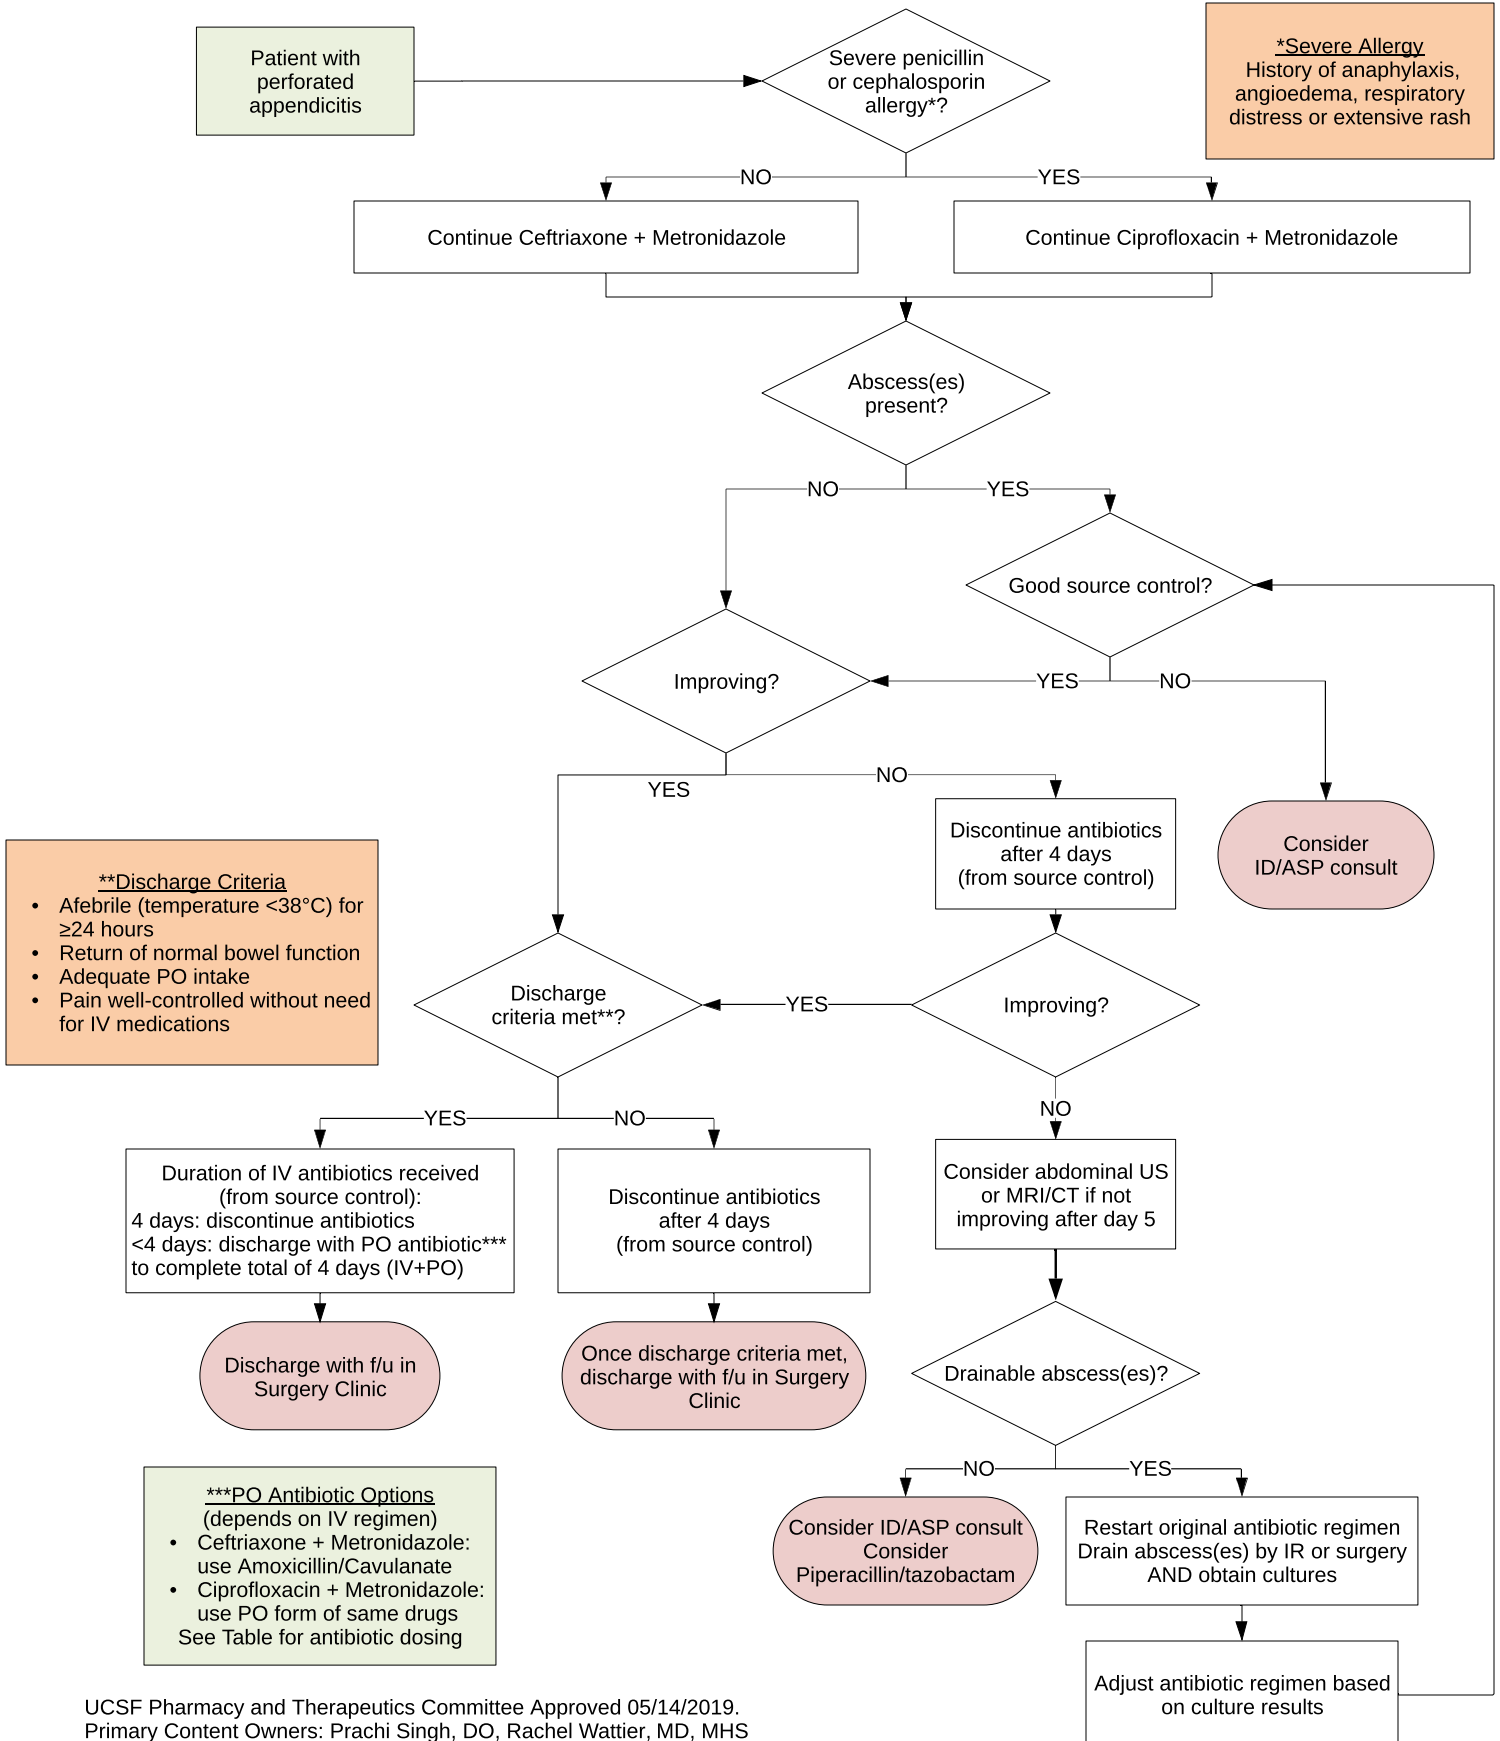 Patient with
perforated
appendicitis
Severe penicillin
or cephalosporin
allergy*?
*Severe Allergy
History of anaphylaxis,
angioedema, respiratory
distress or extensive rash
NO
YES
Continue Ceftriaxone + Metronidazole
Continue Ciprofloxacin + Metronidazole
Abscess(es)
present?
NO
YES
Good source control?
Improving?
YES
NO
YES
NO
Discontinue antibiotics
after 4 days
(from source control)
Consider
ID/ASP consult
**Discharge Criteria
• Afebrile (temperature <38°C) for
≥24 hours
• Return of normal bowel function
• Adequate PO intake
• Pain well-controlled without need
for IV medications
Discharge
criteria met**?
YES
Improving?
YES
NO
NO
Duration of IV antibiotics received
(from source control):
4 days: discontinue antibiotics
<4 days: discharge with PO antibiotic***
to complete total of 4 days (IV+PO)
Discontinue antibiotics
after 4 days
(from source control)
Consider abdominal US
or MRI/CT if not
improving after day 5
Discharge with f/u in
Surgery Clinic
Once discharge criteria met,
discharge with f/u in Surgery
Clinic
Drainable abscess(es)?
NO
YES
***PO Antibiotic Options
(depends on IV regimen)
• Ceftriaxone + Metronidazole:
use Amoxicillin/Cavulanate
• Ciprofloxacin + Metronidazole:
use PO form of same drugs
See Table for antibiotic dosing
Consider ID/ASP consult
Consider
Piperacillin/tazobactam
Restart original antibiotic regimen
Drain abscess(es) by IR or surgery
AND obtain cultures
Adjust antibiotic regimen based
on culture results
UCSF Pharmacy and Therapeutics Committee Approved 05/14/2019.
Primary Content Owners: Prachi Singh, DO, Rachel Wattier, MD, MHS